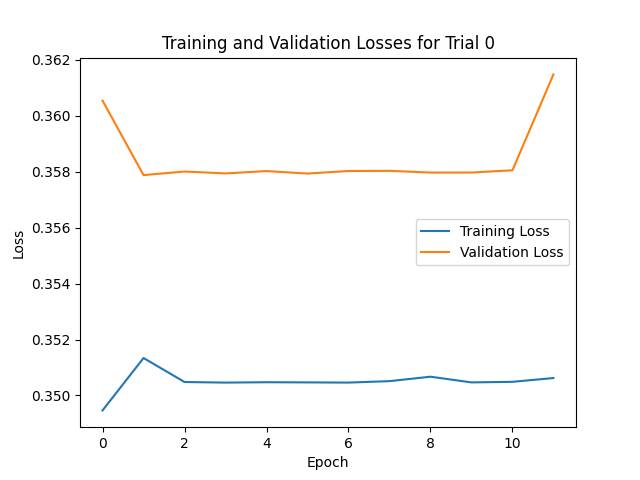 Training and Validation Losses for Trial 0
0.362
0.360
0.358
0.356
0.354
0.352
0.350
Loss
Training Loss
Validation Loss
0 2 4 6 8 10
Epoch